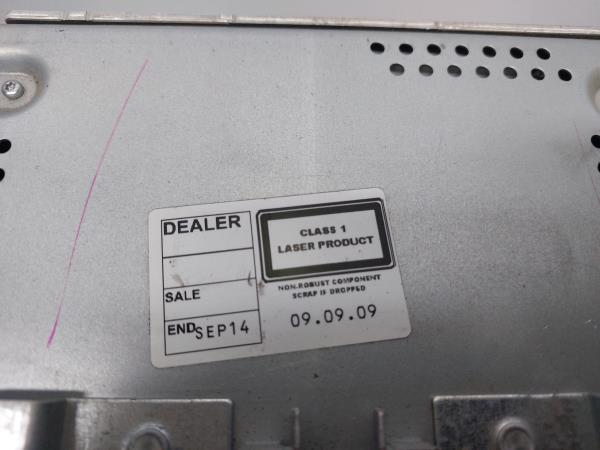 DEALER
SALE
END SEP14
CLASS 1
LASER PRODUCT
NON-ROBUST COMPONENT
SCRAP IF DROPPED
09.09.09